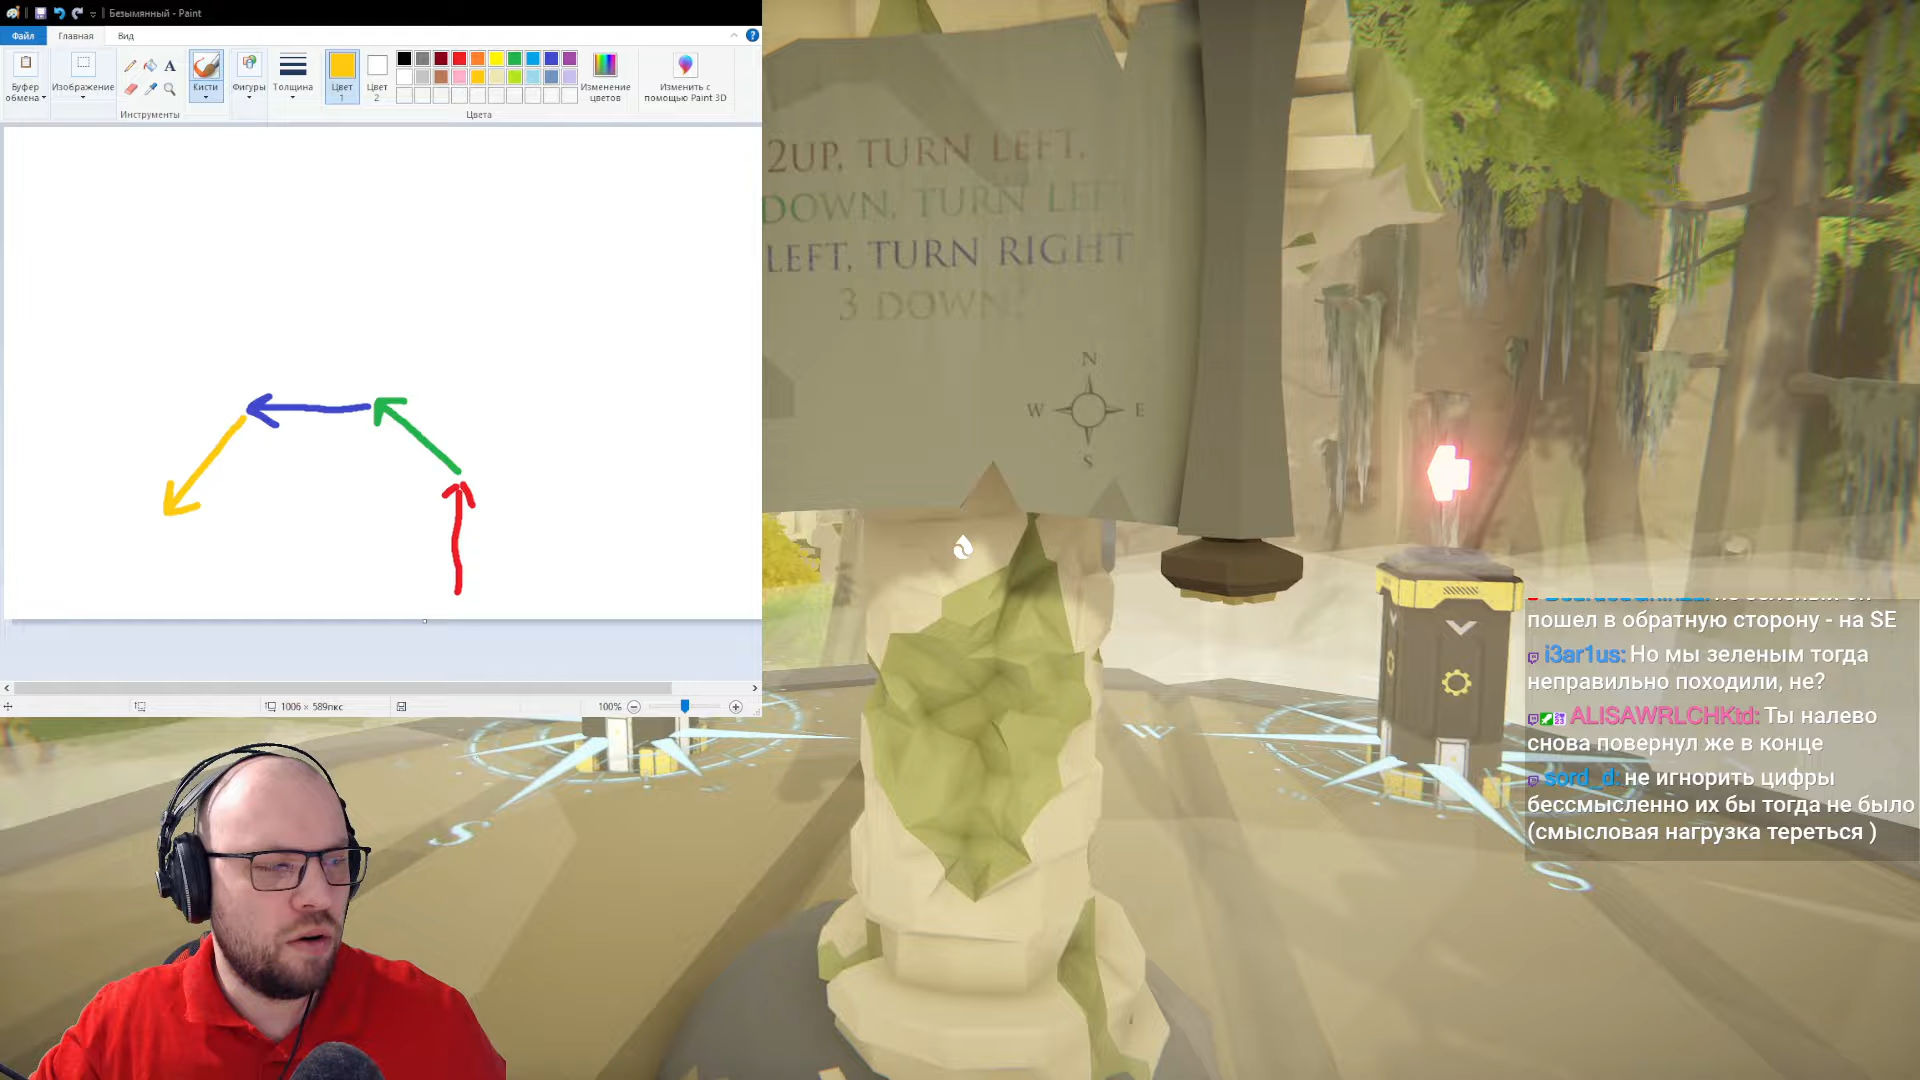 Безымянный - Paint
Файл
Главная
Вид
Буфер обмена
Изображение
A
Кисти
Фигуры
Толщина
Цвет 1
Цвет 2
Изменение цветов
Изменить с помощью Paint 3D
Инструменты
Цвета
2UP, TURN LEFT,
DOWN, TURN LEF
LEFT, TURN RIGHT
3 DOWN.
N
W E
S
пошел в обратную сторону - на SE
i3ar1us: Но мы зеленым тогда
неправильно походили, не?
ALISAWRLCHKtd: Ты налево
снова повернул же в конце
sord_d: не игнорить цифры
бессмысленно их бы тогда не было
(смысловая нагрузка тереться )
1006 × 589пкс
100%
W
S
S